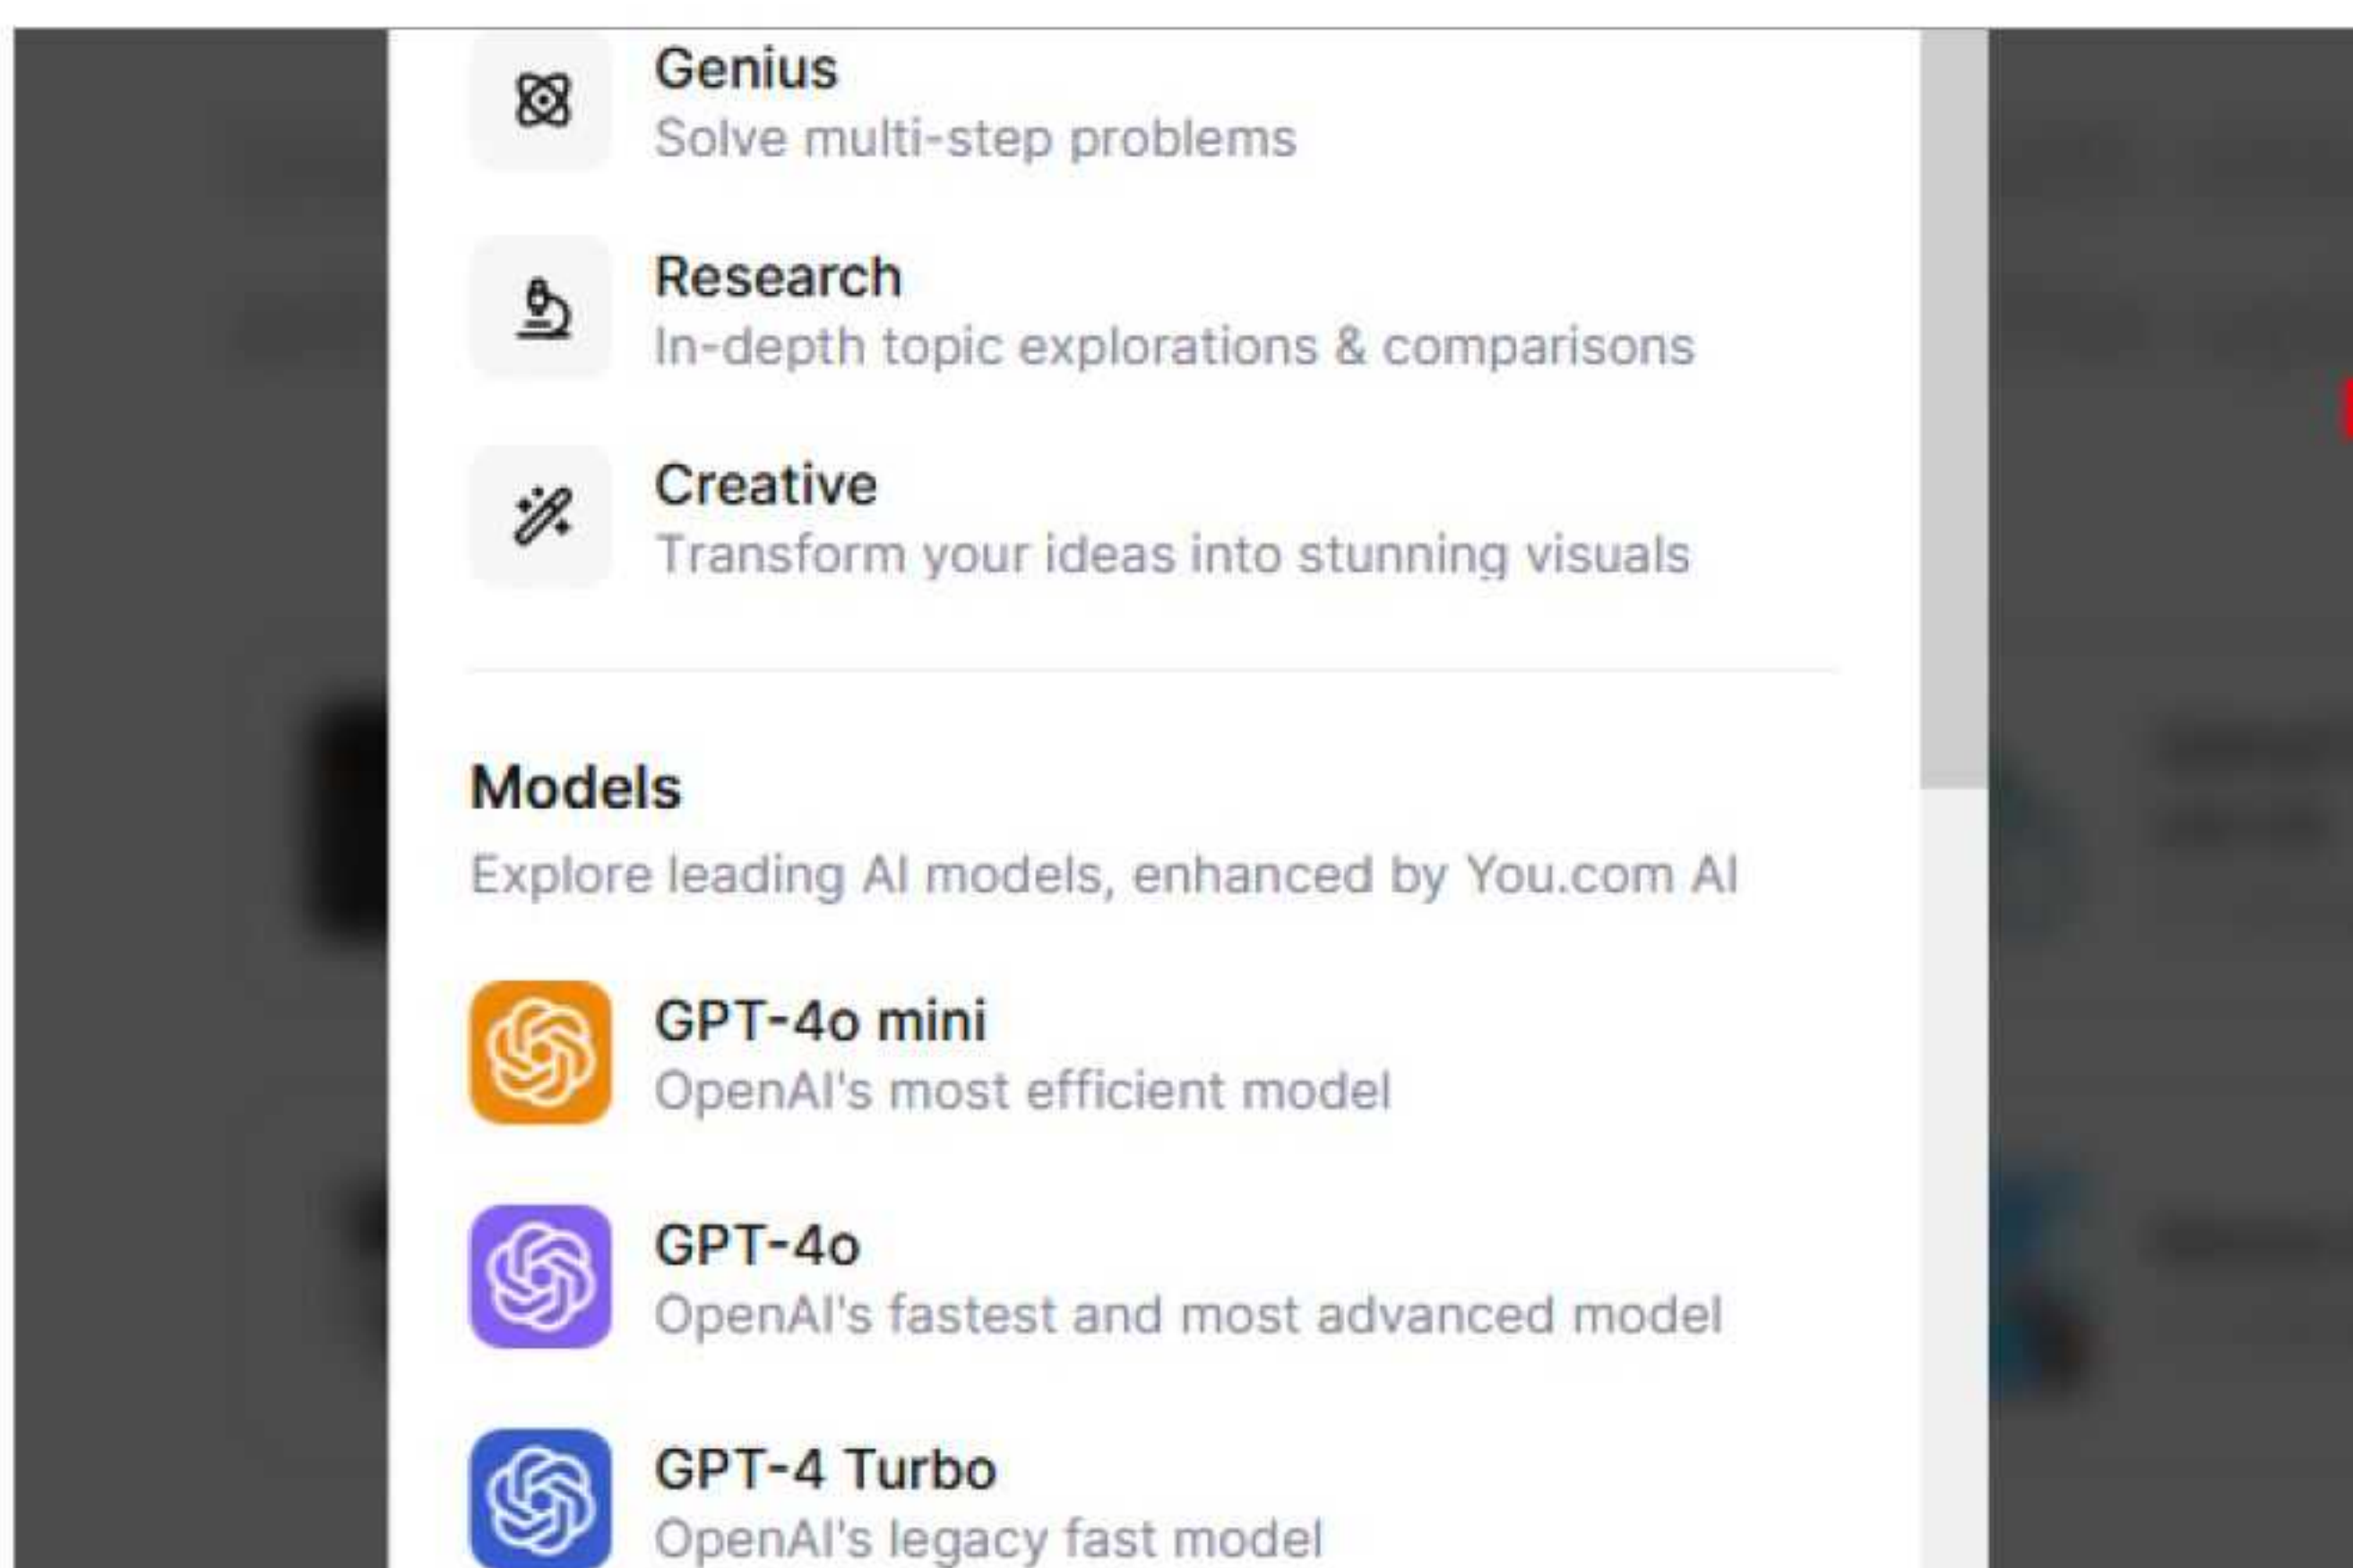 Genius
Solve multi-step problems
Research
In-depth topic explorations & comparisons
Creative
Transform your ideas into stunning visuals
Models
Explore leading AI models, enhanced by You.com AI
GPT-4o mini
OpenAI's most efficient model
GPT-4o
OpenAI's fastest and most advanced model
GPT-4 Turbo
OpenAI's legacy fast model